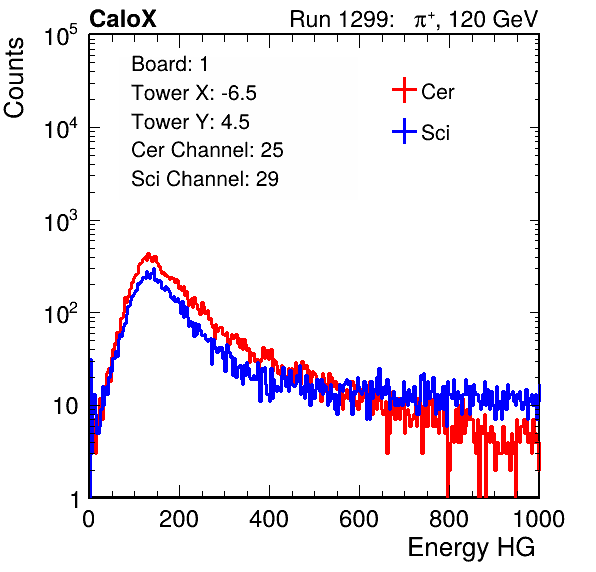 CaloX Run 1299: π⁺, 120 GeV
Counts
10⁵
10⁴
10³
10²
10
1
Board: 1
Tower X: -6.5
Tower Y: 4.5
Cer Channel: 25
Sci Channel: 29
Cer
Sci
0 200 400 600 800 1000
Energy HG